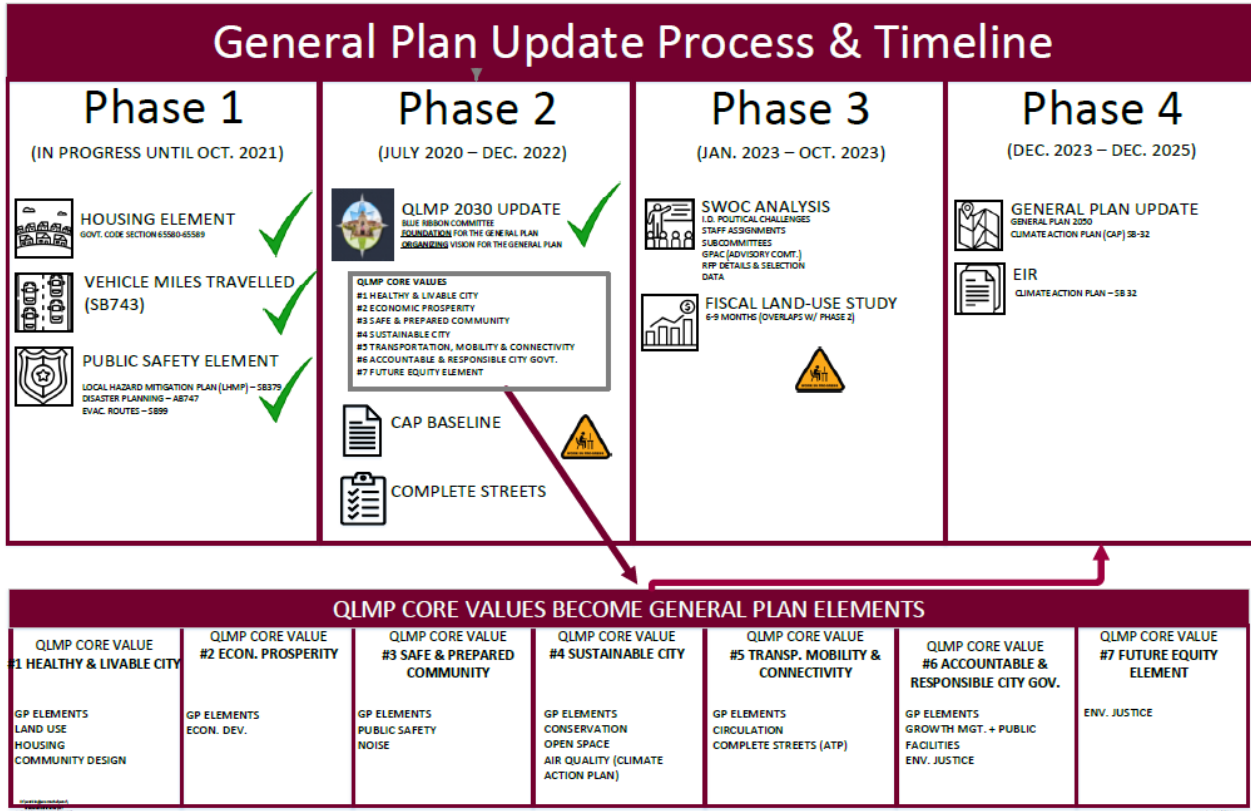 General Plan Update Process & Timeline
Phase 1
(IN PROGRESS UNTIL OCT. 2021)
HOUSING ELEMENT
GOVT. CODE SECTION 65580-65589
VEHICLE MILES TRAVELLED
(SB743)
PUBLIC SAFETY ELEMENT
LOCAL HAZARD MITIGATION PLAN (LHMP) – SB379
DISASTER PLANNING – AB747
EVAC. ROUTES – SB99
Phase 2
(JULY 2020 – DEC. 2022)
QLMP 2030 UPDATE
BLUE RIBBON COMMITTEE
FOUNDATION FOR THE GENERAL PLAN
ORGANIZING VISION FOR THE GENERAL PLAN
QLMP CORE VALUES
#1 HEALTHY & LIVABLE CITY
#2 ECONOMIC PROSPERITY
#3 SAFE & PREPARED COMMUNITY
#4 SUSTAINABLE CITY
#5 TRANSPORTATION, MOBILITY & CONNECTIVITY
#6 ACCOUNTABLE & RESPONSIBLE CITY GOVT.
#7 FUTURE EQUITY ELEMENT
CAP BASELINE
COMPLETE STREETS
Phase 3
(JAN. 2023 – OCT. 2023)
SWOC ANALYSIS
I.D. POLITICAL CHALLENGES
STAFF ASSIGNMENTS
SUBCOMMITTEES
GPAC (ADVISORY COMT.)
RFP DETAILS & SELECTION
DATA
FISCAL LAND-USE STUDY
6-9 MONTHS (OVERLAPS W/ PHASE 2)
Phase 4
(DEC. 2023 – DEC. 2025)
GENERAL PLAN UPDATE
GENERAL PLAN 2050
CLIMATE ACTION PLAN (CAP) SB-32
EIR
CLIMATE ACTION PLAN – SB 32
QLMP CORE VALUES BECOME GENERAL PLAN ELEMENTS
QLMP CORE VALUE
#1 HEALTHY & LIVABLE CITY
GP ELEMENTS
LAND USE
HOUSING
COMMUNITY DESIGN
QLMP CORE VALUE
#2 ECON. PROSPERITY
GP ELEMENTS
ECON. DEV.
QLMP CORE VALUE
#3 SAFE & PREPARED
COMMUNITY
GP ELEMENTS
PUBLIC SAFETY
NOISE
QLMP CORE VALUE
#4 SUSTAINABLE CITY
GP ELEMENTS
CONSERVATION
OPEN SPACE
AIR QUALITY (CLIMATE
ACTION PLAN)
QLMP CORE VALUE
#5 TRANSP. MOBILITY &
CONNECTIVITY
GP ELEMENTS
CIRCULATION
COMPLETE STREETS (ATP)
QLMP CORE VALUE
#6 ACCOUNTABLE &
RESPONSIBLE CITY GOV.
GP ELEMENTS
GROWTH MGT. + PUBLIC
FACILITIES
ENV. JUSTICE
QLMP CORE VALUE
#7 FUTURE EQUITY
ELEMENT
ENV. JUSTICE